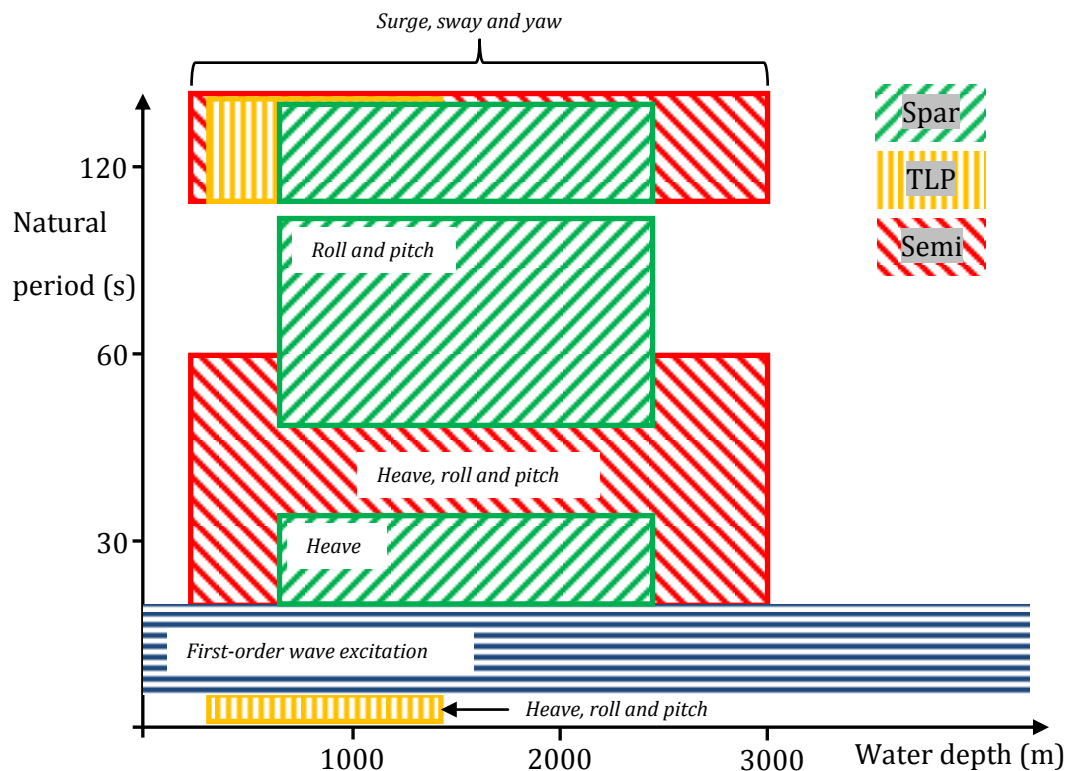 Surge, sway and yaw
Spar
TLP
Semi
120
Natural
period (s)
Roll and pitch
60
Heave, roll and pitch
30
Heave
First-order wave excitation
Heave, roll and pitch
1000
2000
3000
Water depth (m)